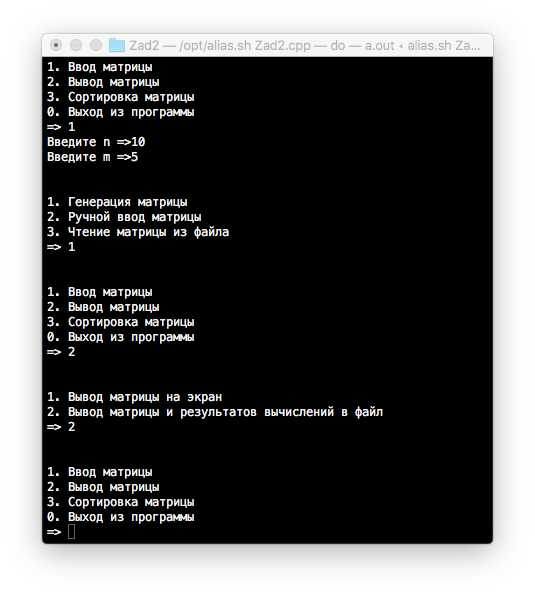 Zad2 — /opt/alias.sh Zad2.cpp — do — a.out ◂ alias.sh Za...
1. Ввод матрицы
2. Вывод матрицы
3. Сортировка матрицы
0. Выход из программы
=> 1
Введите n =>10
Введите m =>5
1. Генерация матрицы
2. Ручной ввод матрицы
3. Чтение матрицы из файла
=> 1
1. Ввод матрицы
2. Вывод матрицы
3. Сортировка матрицы
0. Выход из программы
=> 2
1. Вывод матрицы на экран
2. Вывод матрицы и результатов вычислений в файл
=> 2
1. Ввод матрицы
2. Вывод матрицы
3. Сортировка матрицы
0. Выход из программы
=>